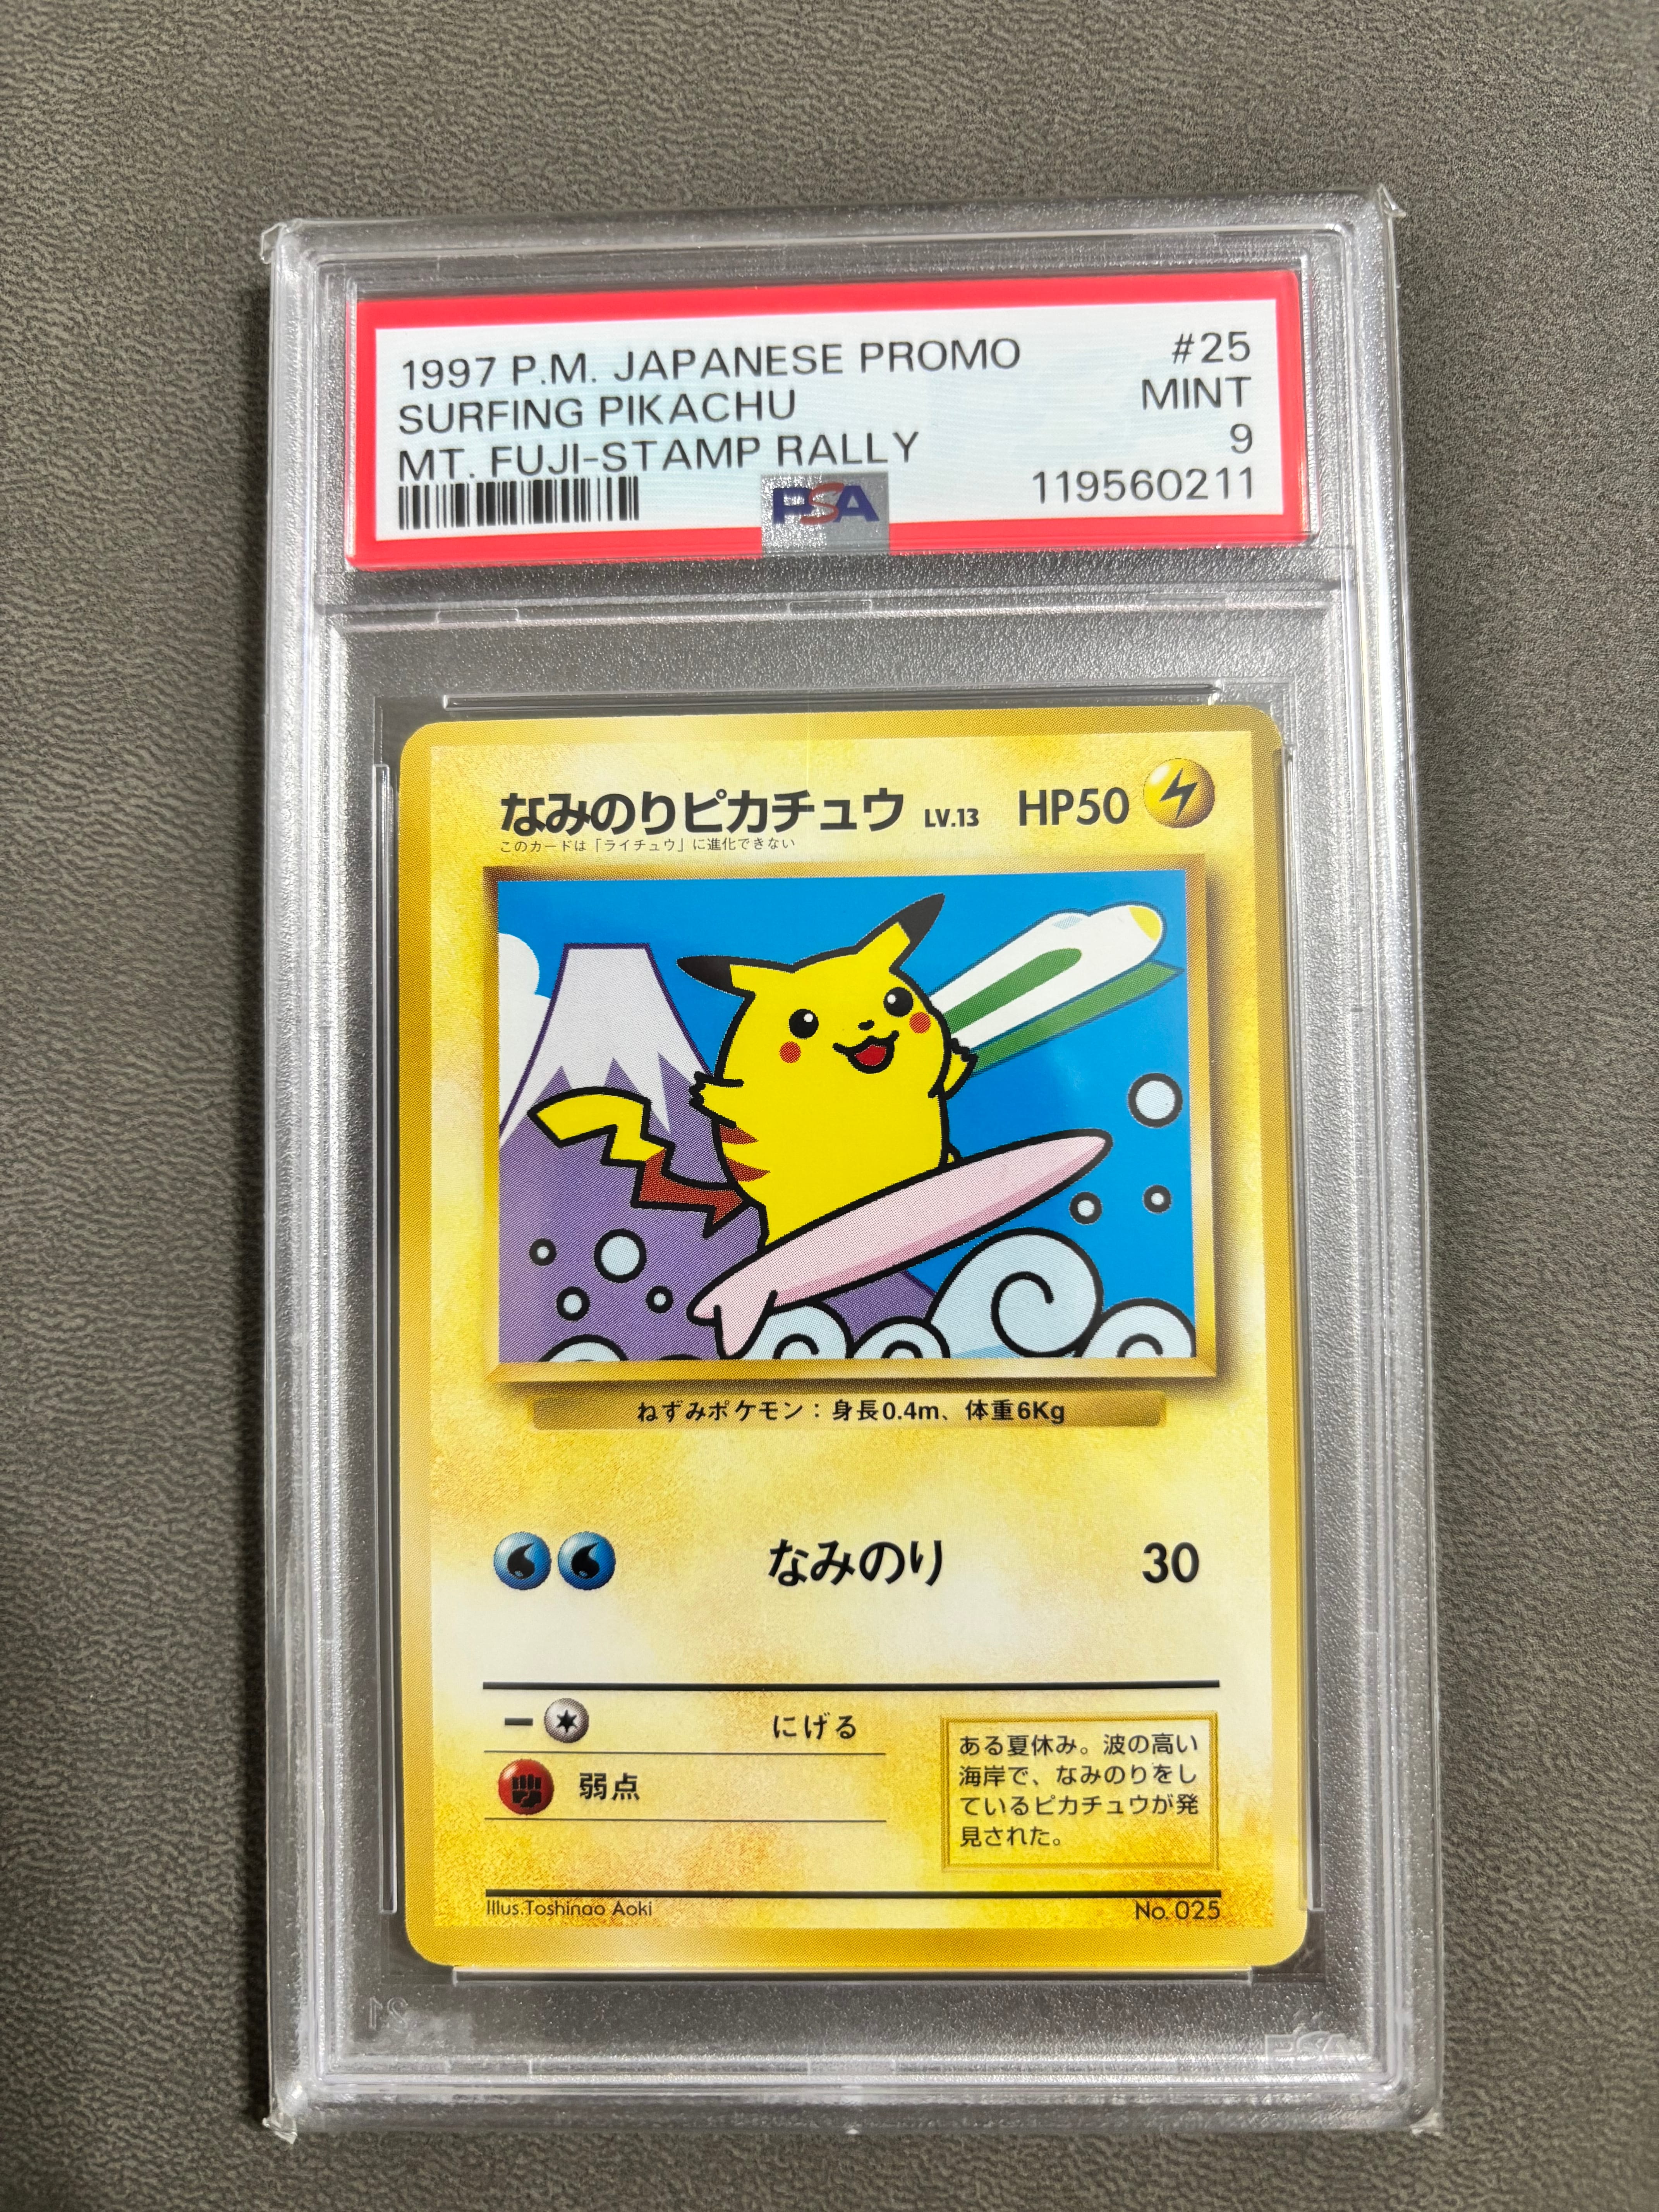 1997 P.M. JAPANESE PROMO #25
SURFING PIKACHU MINT
MT. FUJI-STAMP RALLY 9
PSA 119560211
なみのりピカチュウ LV.13 HP50
このカードは「ライチュウ」に進化できない
ねずみポケモン：身長0.4m、体重6Kg
なみのり 30
にげる
弱点
ある夏休み。波の高い
海岸で、なみのりをし
ているピカチュウが発
見された。
Illus.Toshinao Aoki No.025
21 PSA